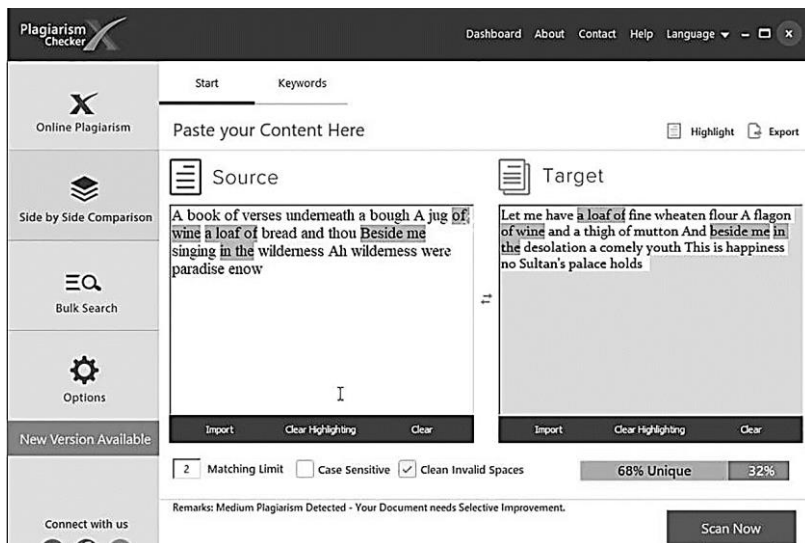 Plagiarism
Checker
Dashboard About Contact Help Language
Start Keywords
Online Plagiarism
Paste your Content Here
Highlight Export
Source
Target
Side by Side Comparison
A book of verses underneath a bough A jug of
wine a loaf of bread and thou Beside me
singing in the wilderness Ah wilderness were
paradise enow
Let me have a loaf of fine wheaten flour A flagon
of wine and a thigh of mutton And beside me in
the desolation a comely youth This is happiness
no Sultan's palace holds
Bulk Search
Options
New Version Available
Import Clear Highlighting Clear
Import Clear Highlighting Clear
2 Matching Limit Case Sensitive Clean Invalid Spaces
68% Unique 32%
Remarks: Medium Plagiarism Detected - Your Document needs Selective Improvement.
Connect with us
Scan Now